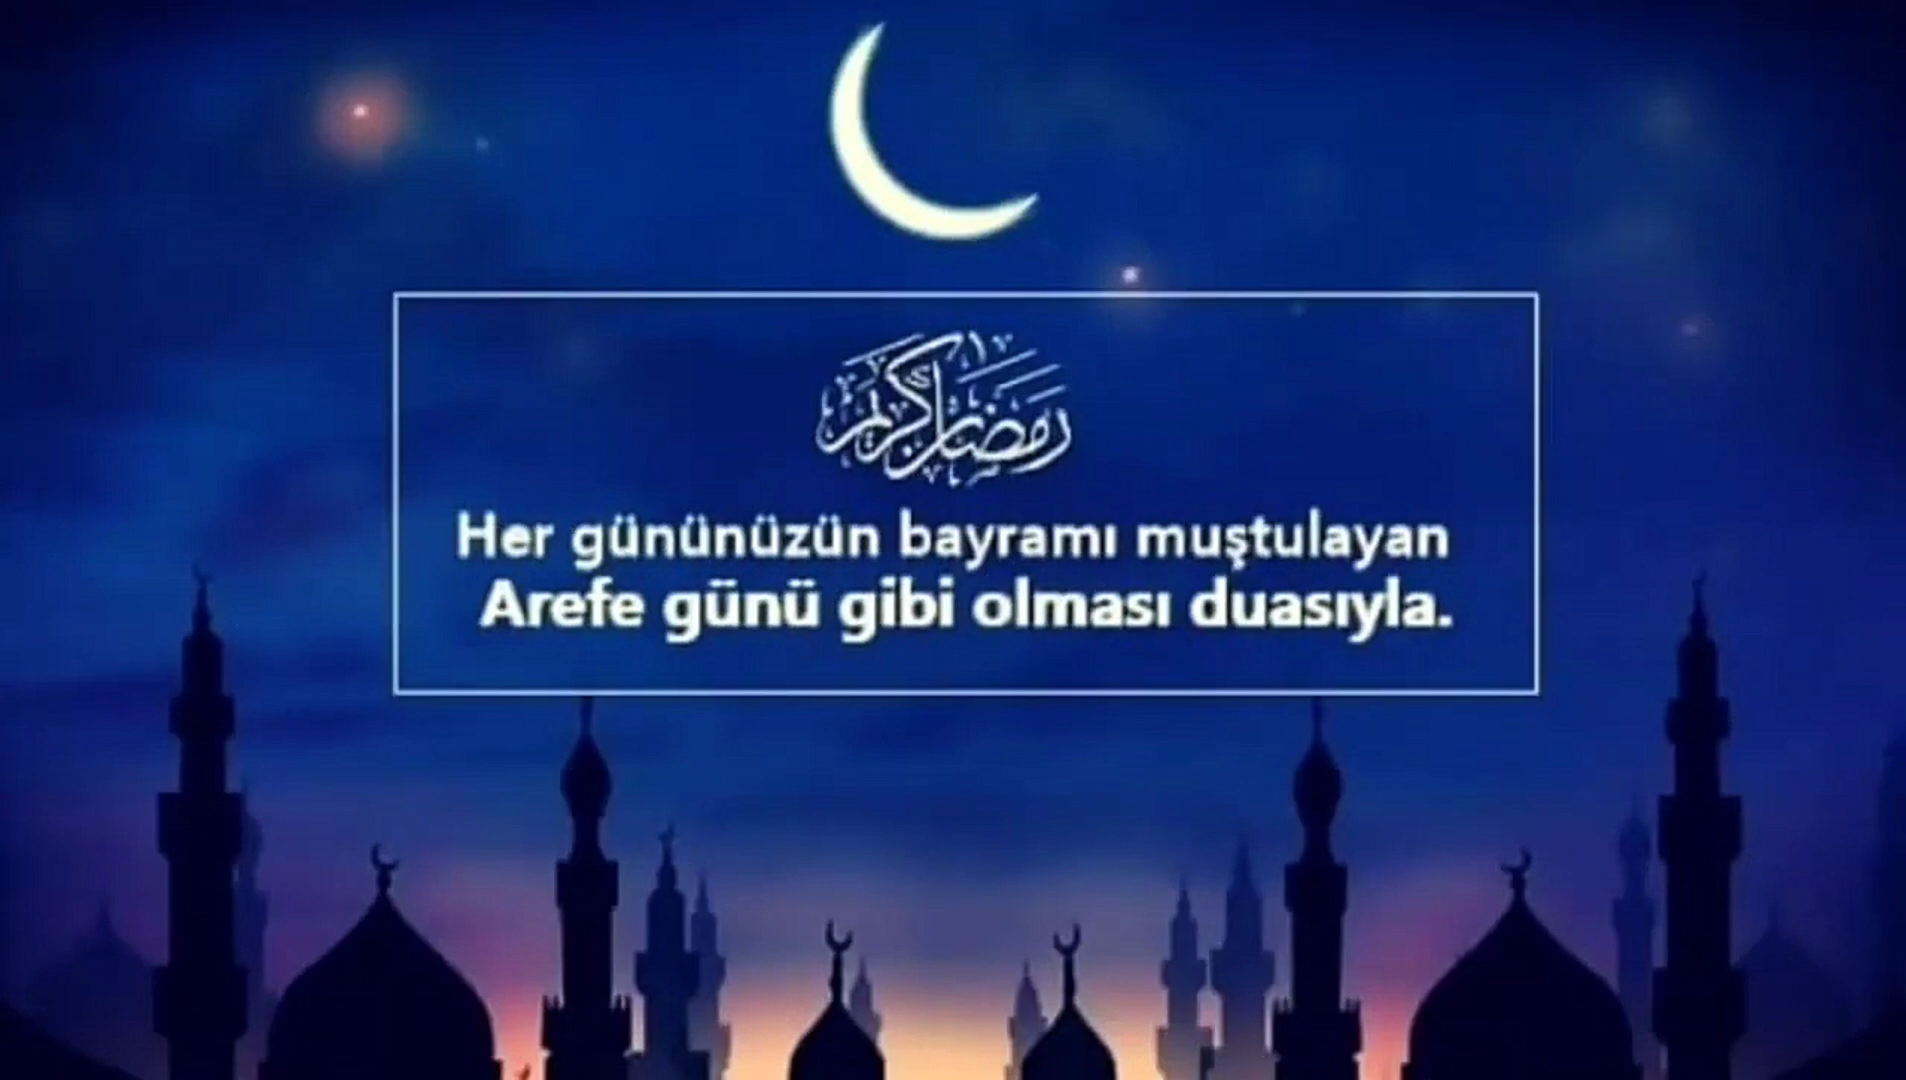 رمضان كريم
Her gününüzün bayramı muştulayan
Arefe günü gibi olması duasıyla.